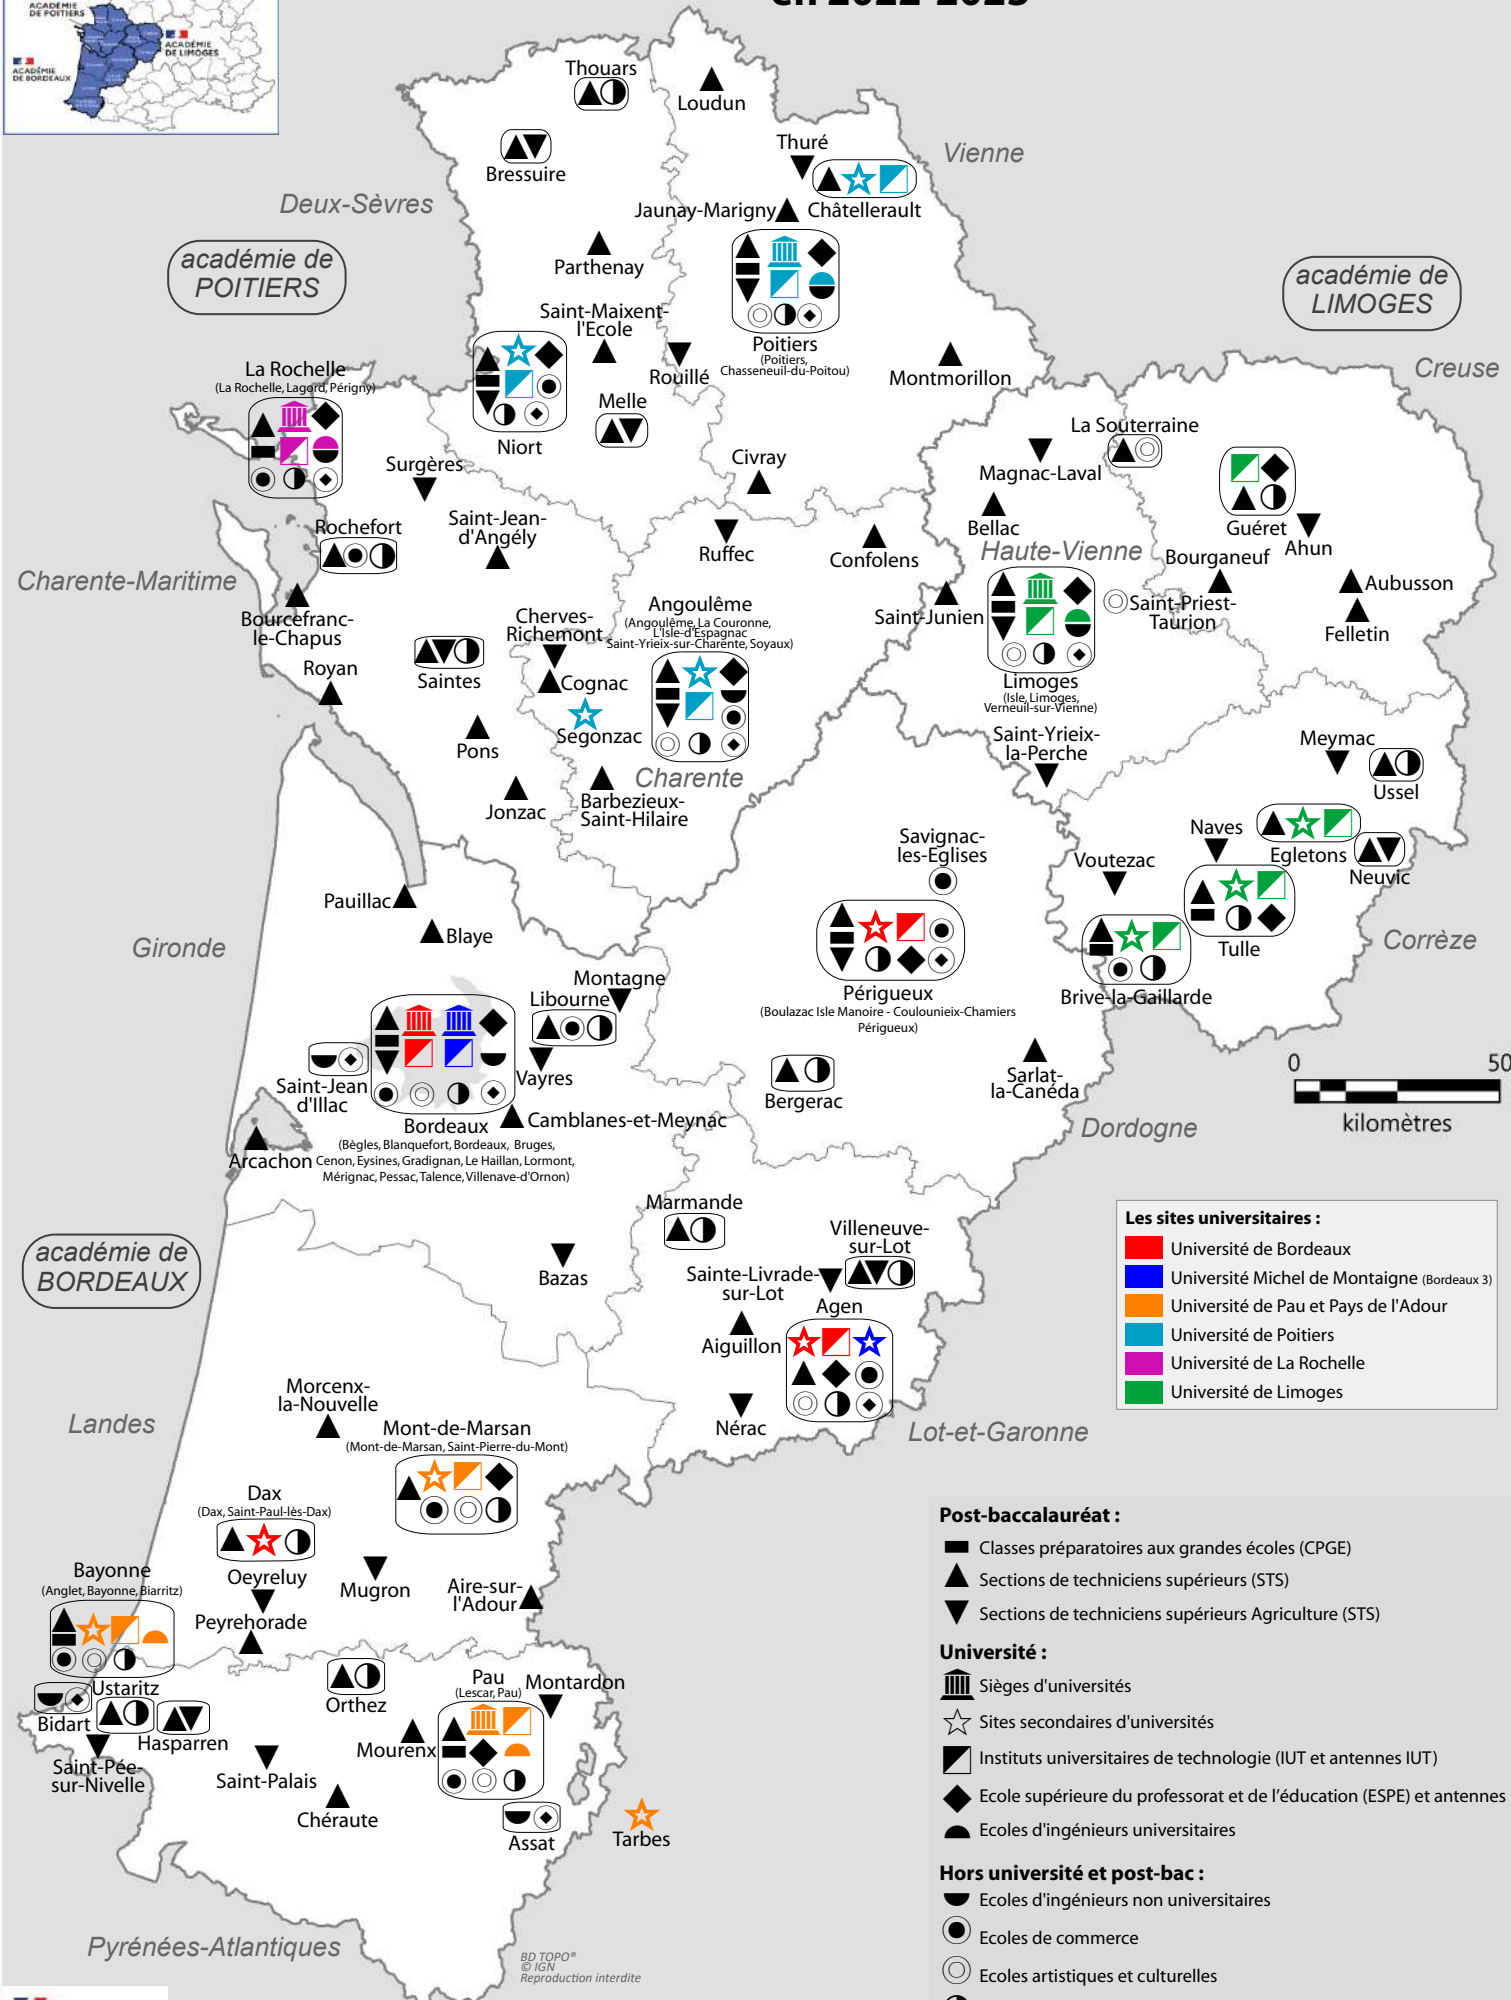 en 2022-2023
ACADÉMIE
DE POITIERS
ACADÉMIE
DE LIMOGES
ACADÉMIE
DE BORDEAUX
Thouars
Loudun
Bressuire
Thuré
Vienne
Deux-Sèvres
Jaunay-Marigny
Châtellerault
académie de
POITIERS
Parthenay
académie de
LIMOGES
Saint-Maixent-
l'Ecole
Poitiers
(Poitiers,
Chasseneuil-du-Poitou)
La Rochelle
(La Rochelle, Lagord, Périgny)
Rouillé
Montmorillon
Creuse
Melle
Niort
La Souterraine
Surgères
Civray
Magnac-Laval
Rochefort
Saint-Jean-
d'Angély
Ruffec
Confolens
Bellac
Guéret
Ahun
Haute-Vienne
Bourganeuf
Charente-Maritime
Aubusson
Bourcefranc-
le-Chapus
Cherves-
Richemont
Angoulême
(Angoulême, La Couronne,
L'Isle-d'Espagnac
Saint-Yrieix-sur-Charente, Soyaux)
Saint-Junien
Saint-Priest-
Taurion
Felletin
Royan
Saintes
Cognac
Limoges
(Isle, Limoges,
Verneuil-sur-Vienne)
Segonzac
Pons
Saint-Yrieix-
la-Perche
Meymac
Charente
Ussel
Jonzac
Barbezieux-
Saint-Hilaire
Savignac-
les-Eglises
Naves
Egletons
Voutezac
Neuvic
Pauillac
Blaye
Gironde
Tulle
Corrèze
Montagne
Libourne
Périgueux
(Boulazac Isle Manoire - Coulounieix-Chamiers
Périgueux)
Brive-la-Gaillarde
Vayres
Saint-Jean
d'Illac
Sarlat-
la-Canéda
0 50
kilomètres
Bergerac
Bordeaux
Camblanes-et-Meynac
(Bègles, Blanquefort, Bordeaux, Bruges,
Cenon, Eysines, Gradignan, Le Haillan, Lormont,
Mérignac, Pessac, Talence, Villenave-d'Ornon)
Arcachon
Dordogne
Marmande
Villeneuve-
sur-Lot
Les sites universitaires :
Université de Bordeaux
Université Michel de Montaigne (Bordeaux 3)
Université de Pau et Pays de l'Adour
Université de Poitiers
Université de La Rochelle
Université de Limoges
académie de
BORDEAUX
Bazas
Sainte-Livrade-
sur-Lot
Agen
Aiguillon
Morcenx-
la-Nouvelle
Landes
Mont-de-Marsan
(Mont-de-Marsan, Saint-Pierre-du-Mont)
Nérac
Lot-et-Garonne
Dax
(Dax, Saint-Paul-lès-Dax)
Bayonne
(Anglet, Bayonne, Biarritz)
Oeyreluy
Mugron
Aire-sur-
l'Adour
Peyrehorade
Ustaritz
Orthez
Pau
(Lescar, Pau)
Montardon
Bidart
Hasparren
Mourenx
Saint-Pée-
sur-Nivelle
Saint-Palais
Chéraute
Assat
Tarbes
Pyrénées-Atlantiques
BD TOPO®
© IGN
Reproduction interdite
Post-baccalauréat :
Classes préparatoires aux grandes écoles (CPGE)
Sections de techniciens supérieurs (STS)
Sections de techniciens supérieurs Agriculture (STS)
Université :
Sièges d'universités
Sites secondaires d'universités
Instituts universitaires de technologie (IUT et antennes IUT)
Ecole supérieure du professorat et de l'éducation (ESPE) et antennes
Ecoles d'ingénieurs universitaires
Hors université et post-bac :
Ecoles d'ingénieurs non universitaires
Ecoles de commerce
Ecoles artistiques et culturelles